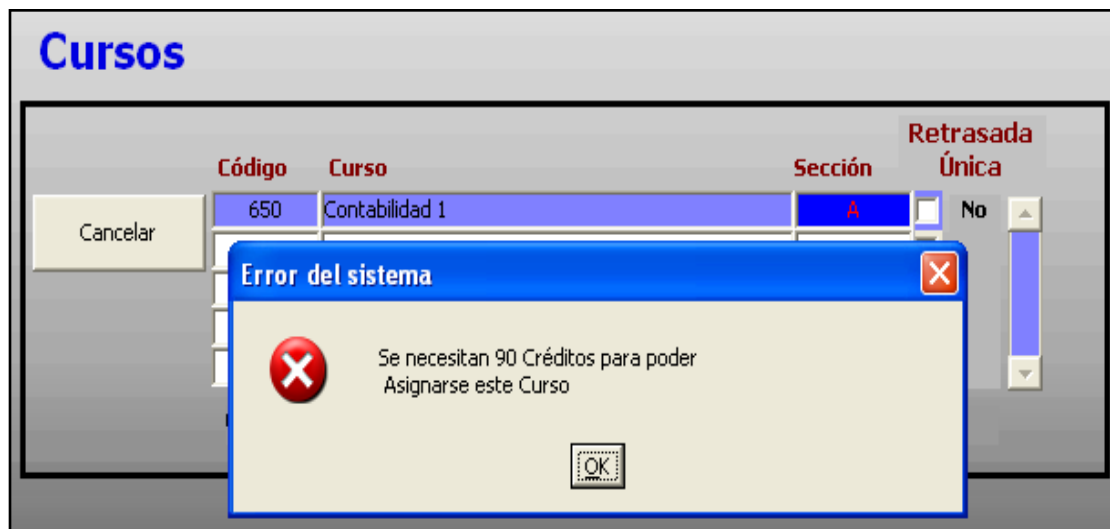 Cursos
Retrasada
Código Curso Sección Única
Cancelar 650 Contabilidad 1 A No
Error del sistema
Se necesitan 90 Créditos para poder
Asignarse este Curso
OK